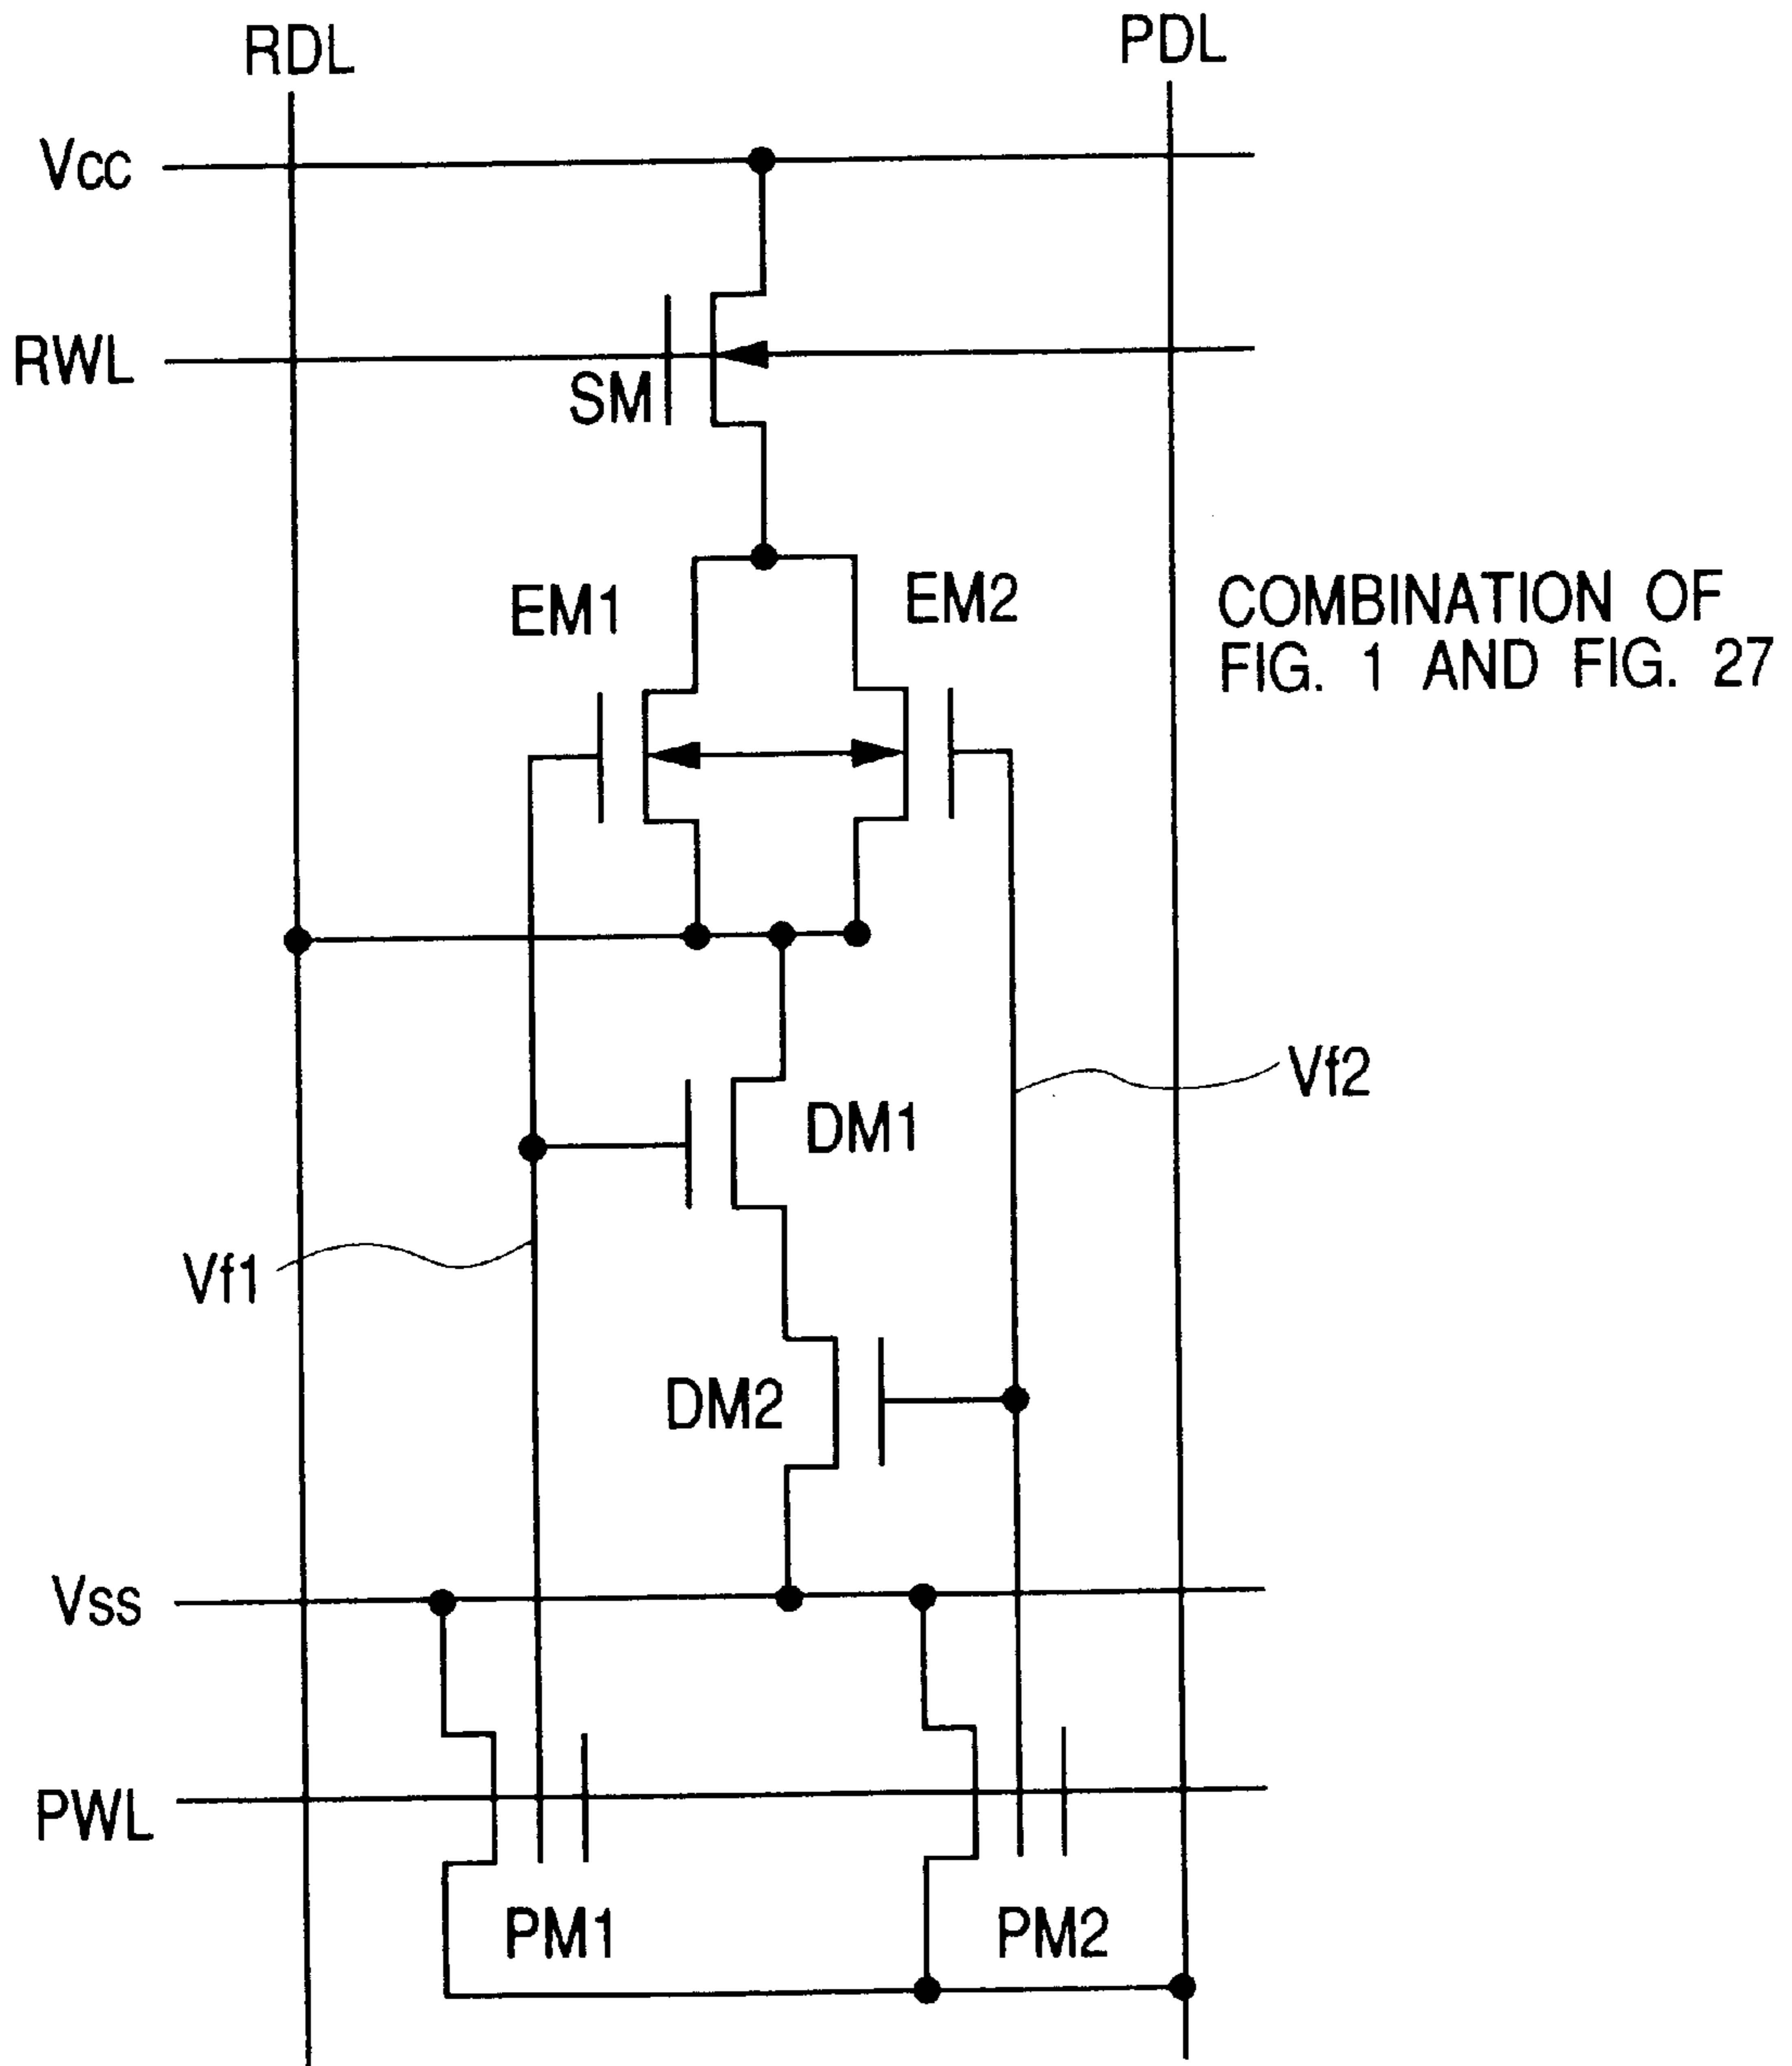 RDL
PDL
Vcc
RWL
SM
EM1
EM2
COMBINATION OF
FIG. 1 AND FIG. 27
Vf2
DM1
Vf1
DM2
Vss
PWL
PM1
PM2